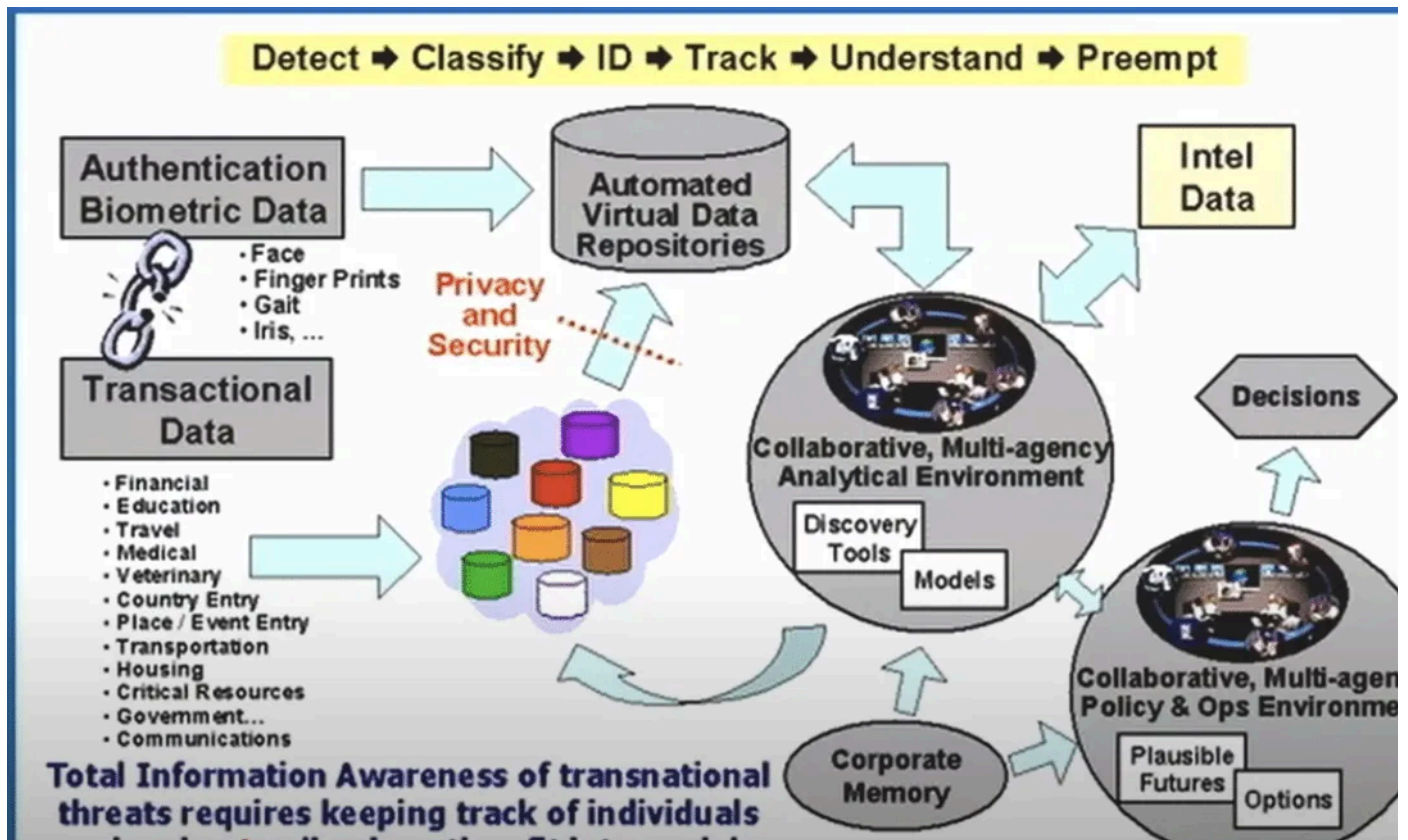 Detect ➨ Classify ➨ ID ➨ Track ➨ Understand ➨ Preempt
Authentication
Biometric Data
• Face
• Finger Prints
• Gait
• Iris, ...
Transactional
Data
• Financial
• Education
• Travel
• Medical
• Veterinary
• Country Entry
• Place / Event Entry
• Transportation
• Housing
• Critical Resources
• Government...
• Communications
Automated
Virtual Data
Repositories
Privacy
and
Security
Intel
Data
Collaborative, Multi-agency
Analytical Environment
Discovery
Tools
Models
Decisions
Collaborative, Multi-agen
Policy & Ops Environme
Plausible
Futures
Options
Corporate
Memory
Total Information Awareness of transnational
threats requires keeping track of individuals